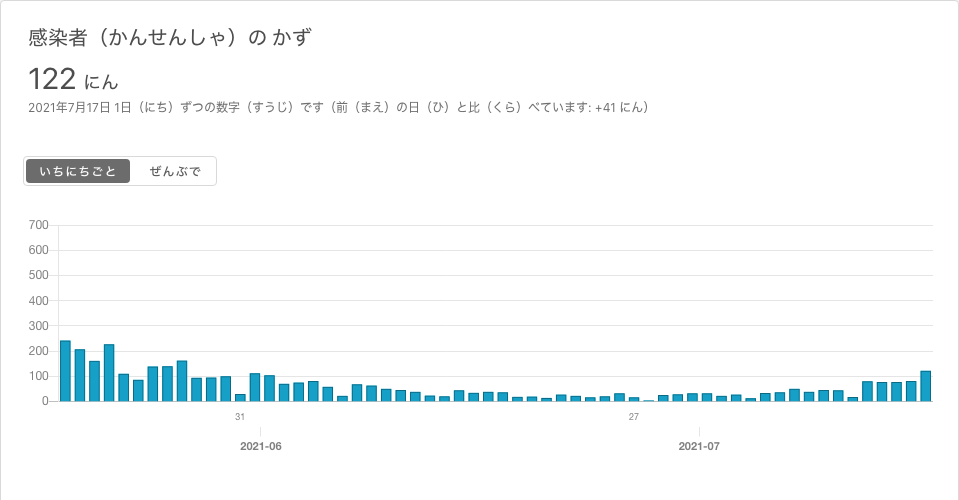 感染者（かんせんしゃ）の かず
122 にん
2021年7月17日 1日（にち）ずつの数字（すうじ）です（前（まえ）の日（ひ）と比（くら）べています: +41 にん）
いちにちごと ぜんぶで
700
600
500
400
300
200
100
0
31 27
2021-06 2021-07